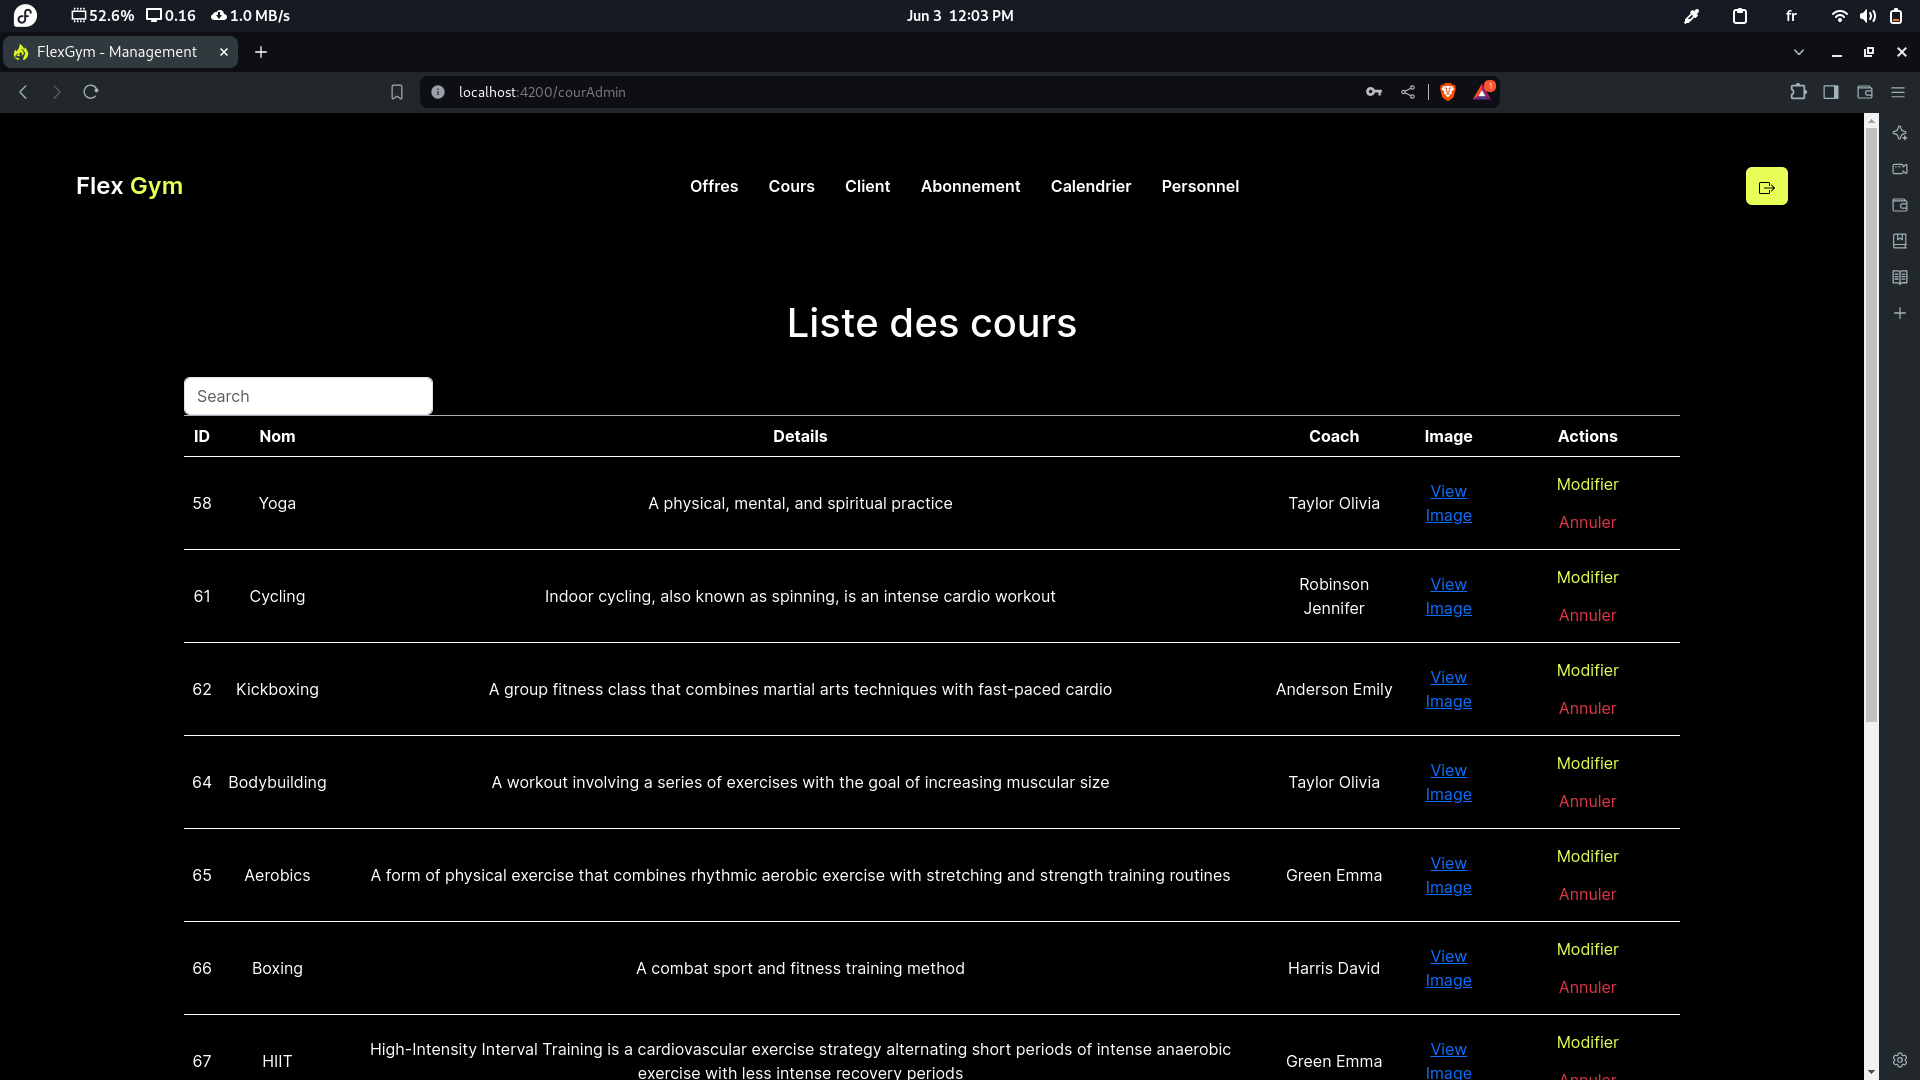 52.6% 0.16 1.0 MB/s Jun 3 12:03 PM fr
FlexGym - Management
localhost:4200/courAdmin
1
Flex Gym Offres Cours Client Abonnement Calendrier Personnel
Liste des cours
Search
ID Nom Details Coach Image Actions
58 Yoga A physical, mental, and spiritual practice Taylor Olivia View Image Modifier Annuler
61 Cycling Indoor cycling, also known as spinning, is an intense cardio workout Robinson Jennifer View Image Modifier Annuler
62 Kickboxing A group fitness class that combines martial arts techniques with fast-paced cardio Anderson Emily View Image Modifier Annuler
64 Bodybuilding A workout involving a series of exercises with the goal of increasing muscular size Taylor Olivia View Image Modifier Annuler
65 Aerobics A form of physical exercise that combines rhythmic aerobic exercise with stretching and strength training routines Green Emma View Image Modifier Annuler
66 Boxing A combat sport and fitness training method Harris David View Image Modifier Annuler
67 HIIT High-Intensity Interval Training is a cardiovascular exercise strategy alternating short periods of intense anaerobic exercise with less intense recovery periods Green Emma View Image Modifier Annuler